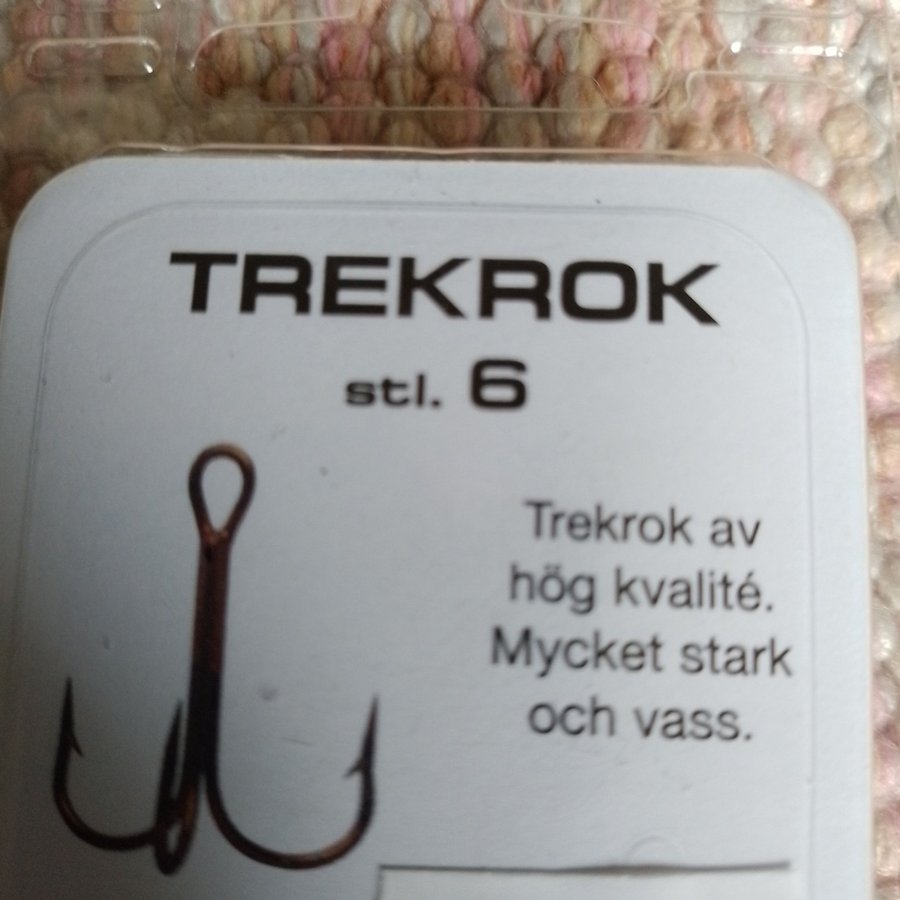 TREKROK
stl. 6
Trekrok av
hög kvalité.
Mycket stark
och vass.